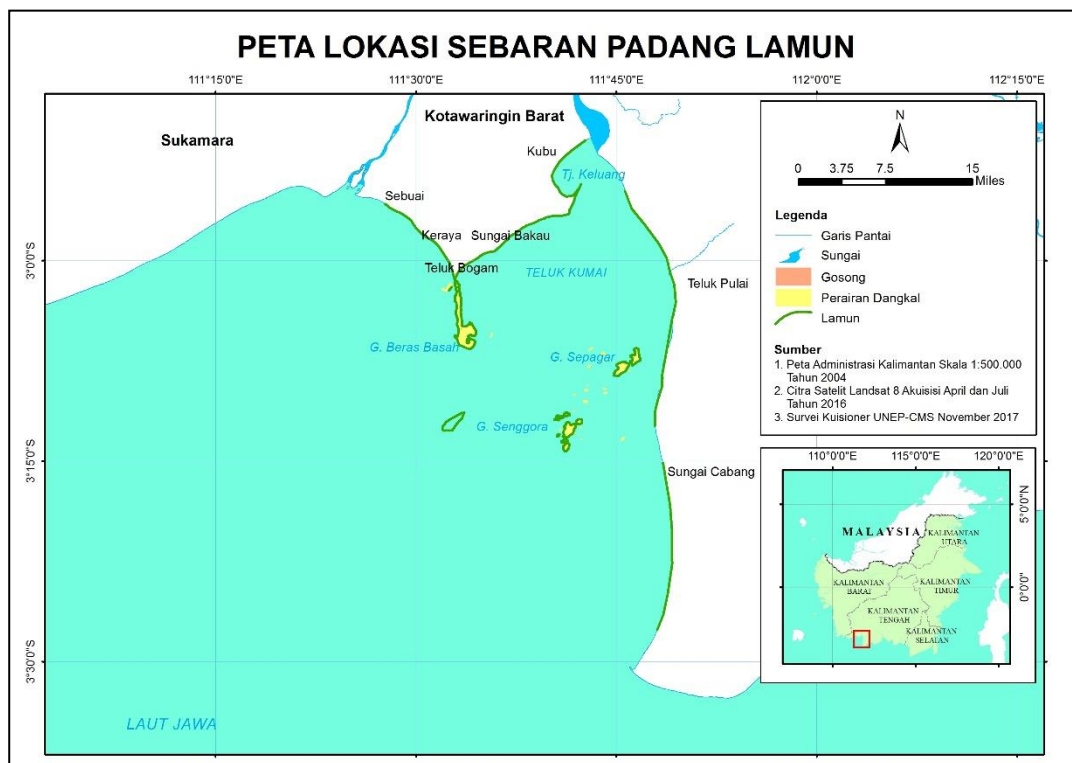 PETA LOKASI SEBARAN PADANG LAMUN
111°15'0"E
111°30'0"E
111°45'0"E
112°0'0"E
112°15'0"E
Kotawaringin Barat
Sukamara
Kubu
Tj. Keluang
Sebuai
Keraya
Sungai Bakau
3°0'0"S
Teluk Bogam
TELUK KUMAI
Teluk Pulai
G. Beras Basah
G. Sepagar
G. Senggora
3°15'0"S
Sungai Cabang
3°30'0"S
LAUT JAWA
N
0 3.75 7.5 15
Miles
Legenda
Garis Pantai
Sungai
Gosong
Perairan Dangkal
Lamun
Sumber
1. Peta Administrasi Kalimantan Skala 1:500.000
Tahun 2004
2. Citra Satelit Landsat 8 Akuisisi April dan Juli
Tahun 2016
3. Survei Kuisioner UNEP-CMS November 2017
110°0'0"E
115°0'0"E
120°0'0"E
5°0'0"N
MALAYSIA
KALIMANTAN
UTARA
KALIMANTAN
BARAT
KALIMANTAN
TIMUR
0°0'0"
KALIMANTAN
TENGAH
KALIMANTAN
SELATAN